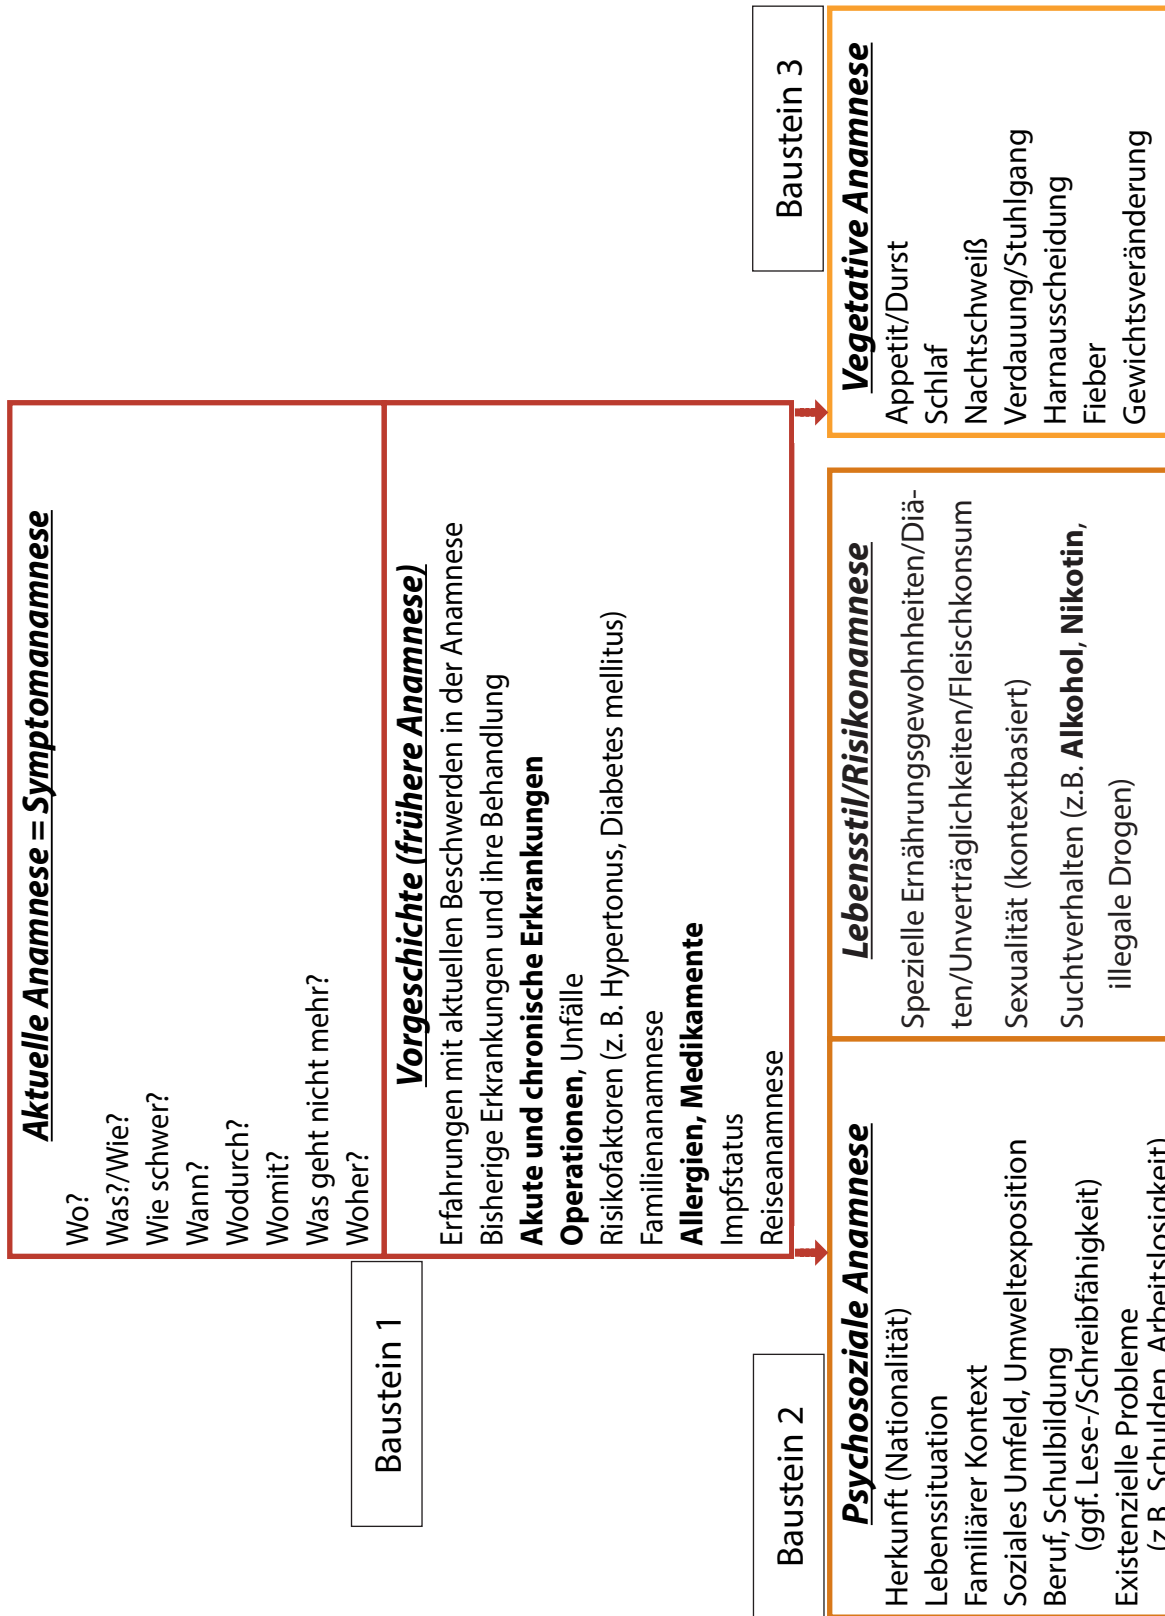 Baustein 1
Aktuelle Anamnese = Symptomanamnese
Wo?
Was?/Wie?
Wie schwer?
Wann?
Wodurch?
Womit?
Was geht nicht mehr?
Woher?
Vorgeschichte (frühere Anamnese)
Erfahrungen mit aktuellen Beschwerden in der Anamnese
Bisherige Erkrankungen und ihre Behandlung
Akute und chronische Erkrankungen
Operationen, Unfälle
Risikofaktoren (z. B. Hypertonus, Diabetes mellitus)
Familienanamnese
Allergien, Medikamente
Impfstatus
Reiseanamnese
Baustein 2
Psychosoziale Anamnese
Herkunft (Nationalität)
Lebenssituation
Familiärer Kontext
Soziales Umfeld, Umweltexposition
Beruf, Schulbildung
(ggf. Lese-/Schreibfähigkeit)
Existenzielle Probleme
(z.B. Schulden, Arbeitslosigkeit)
Lebensstil/Risikonamnese
Spezielle Ernährungsgewohnheiten/Diä-
ten/Unverträglichkeiten/Fleischkonsum
Sexualität (kontextbasiert)
Suchtverhalten (z.B. Alkohol, Nikotin,
illegale Drogen)
Baustein 3
Vegetative Anamnese
Appetit/Durst
Schlaf
Nachtschweiß
Verdauung/Stuhlgang
Harnausscheidung
Fieber
Gewichtsveränderung